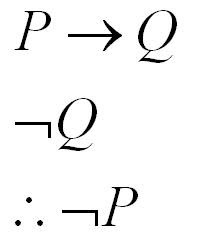 P → Q
¬Q
∴ ¬P